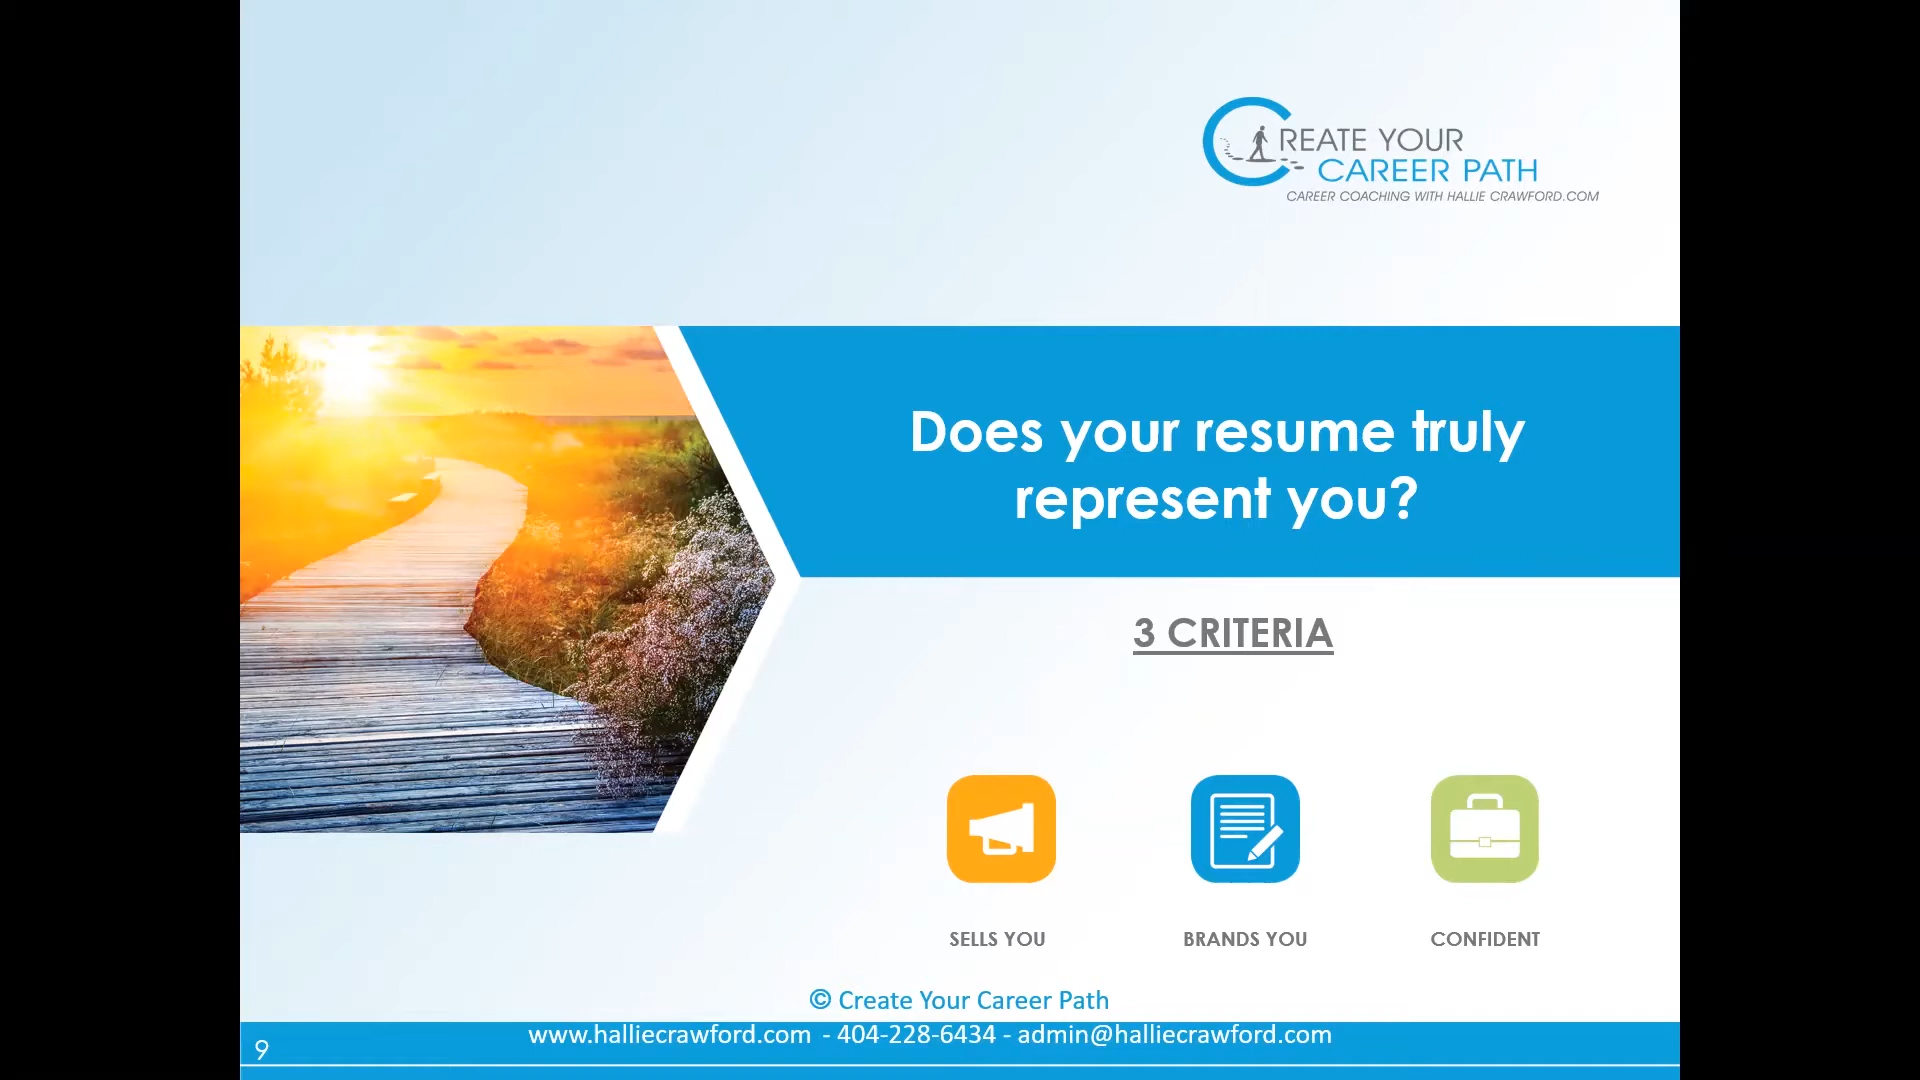 CREATE YOUR
CAREER PATH
CAREER COACHING WITH HALLIE CRAWFORD.COM
Does your resume truly
represent you?
3 CRITERIA
SELLS YOU
BRANDS YOU
CONFIDENT
© Create Your Career Path
www.halliecrawford.com - 404-228-6434 - admin@halliecrawford.com
9